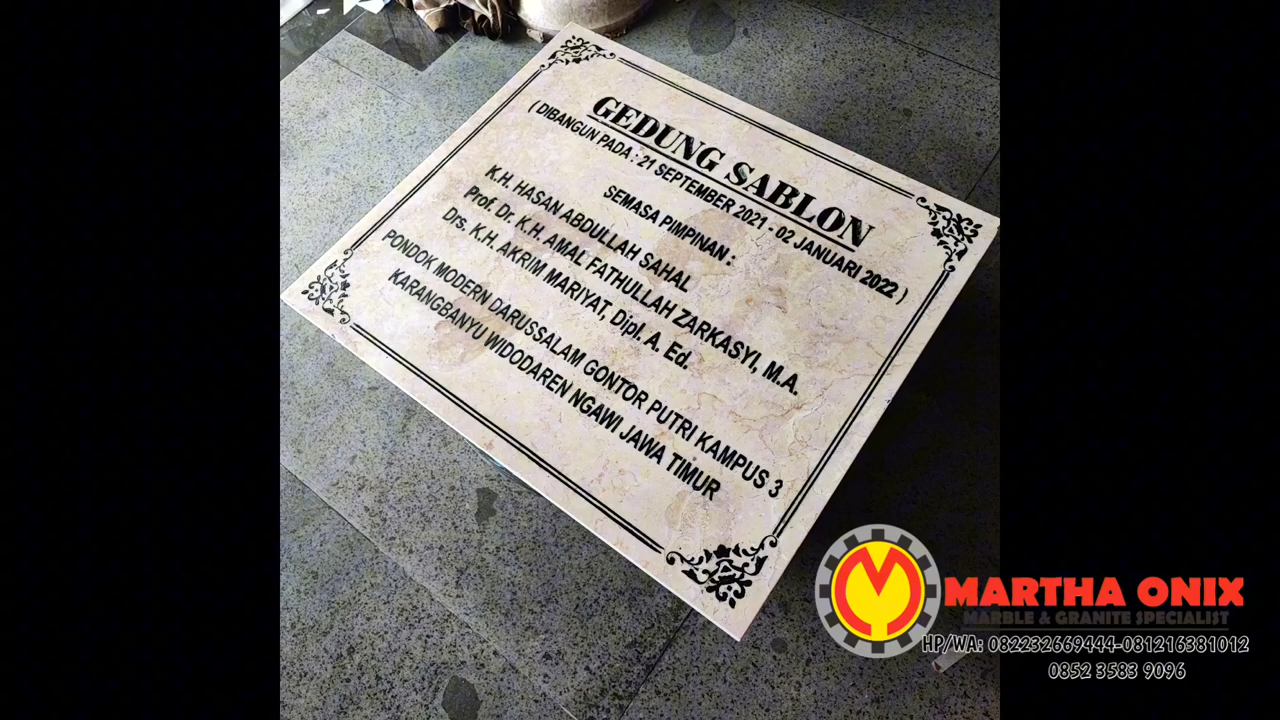 GEDUNG SABLON
( DIBANGUN PADA : 21 SEPTEMBER 2021 - 02 JANUARI 2022 )
SEMASA PIMPINAN :
K.H. HASAN ABDULLAH SAHAL
Prof. Dr. K.H. AMAL FATHULLAH ZARKASYI, M.A.
Drs. K.H. AKRIM MARIYAT, Dipl. A. Ed.
PONDOK MODERN DARUSSALAM GONTOR PUTRI KAMPUS 3
KARANGBANYU WIDODAREN NGAWI JAWA TIMUR
MARTHA ONIX
MARBLE & GRANITE SPECIALIST
HP/WA: 082232669444-081216381012
0852 3583 9096